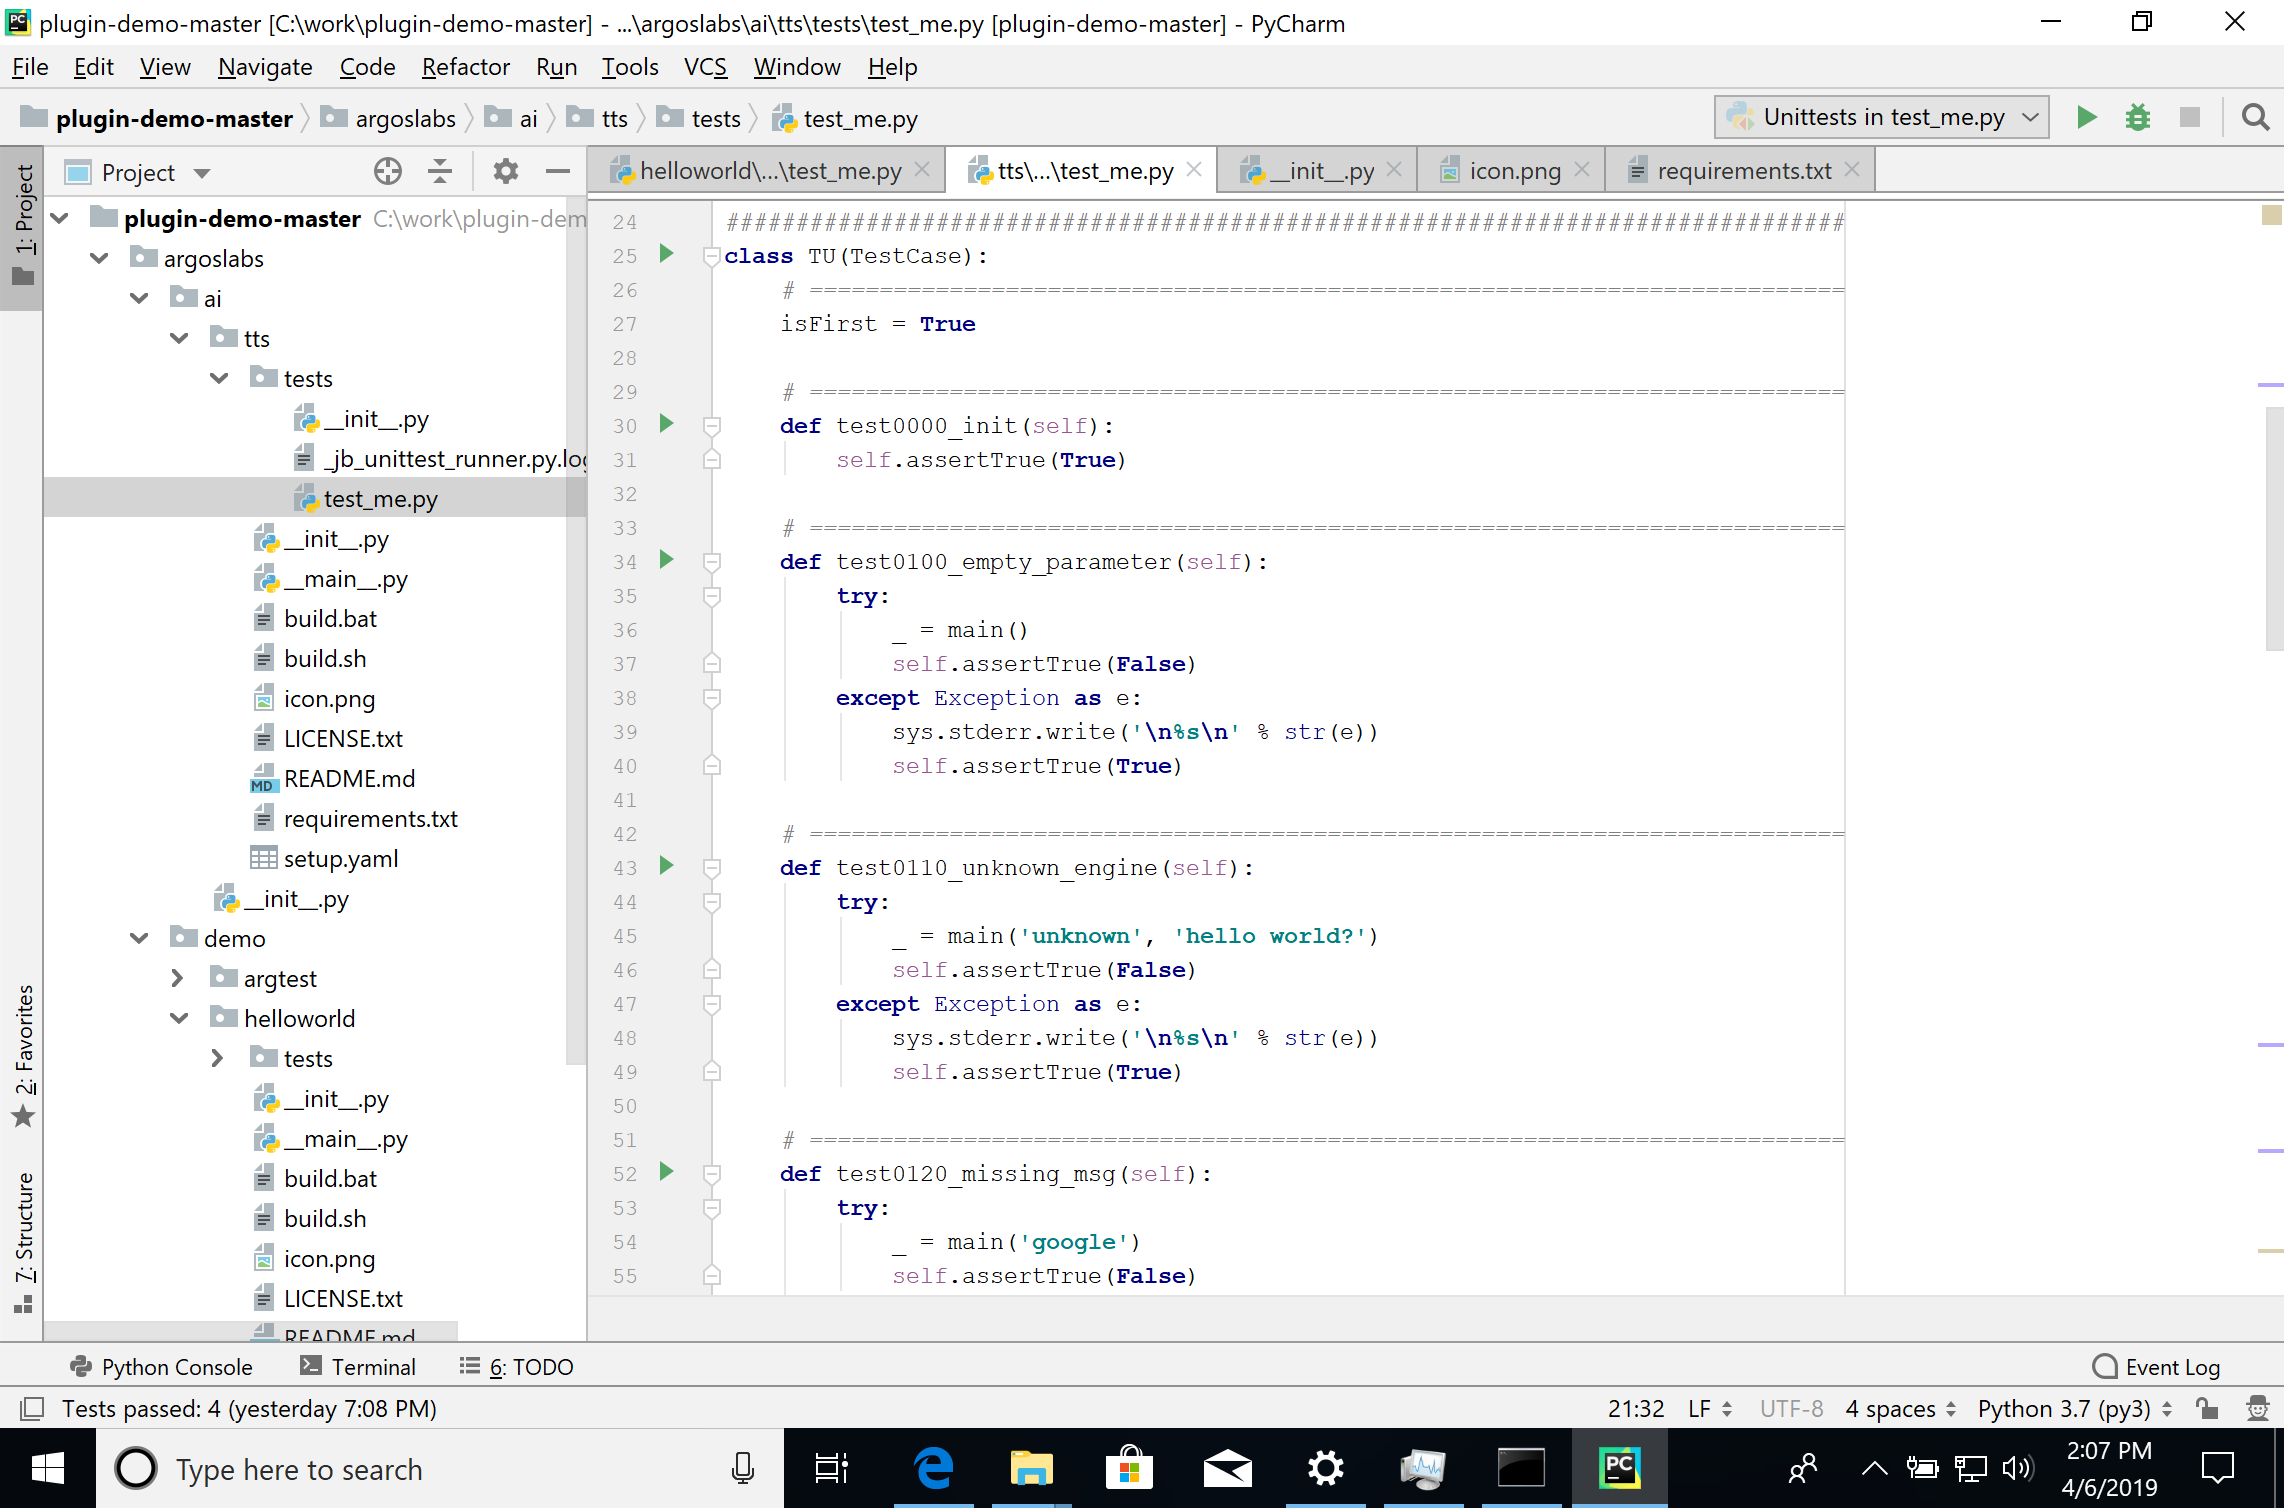 plugin-demo-master [C:\work\plugin-demo-master] - ...\argoslabs\ai\tts\tests\test_me.py [plugin-demo-master] - PyCharm
File Edit View Navigate Code Refactor Run Tools VCS Window Help
plugin-demo-master argoslabs ai tts tests test_me.py Unittests in test_me.py
1: Project
2: Favorites
7: Structure
Project
plugin-demo-master C:\work\plugin-dem
argoslabs
ai
tts
tests
__init__.py
_jb_unittest_runner.py.log
test_me.py
__init__.py
__main__.py
build.bat
build.sh
icon.png
LICENSE.txt
MD README.md
requirements.txt
setup.yaml
__init__.py
demo
argtest
helloworld
tests
__init__.py
__main__.py
build.bat
build.sh
icon.png
LICENSE.txt
README.md
helloworld\...\test_me.py tts\...\test_me.py __init__.py icon.png requirements.txt
24 ################################################################################
25 class TU(TestCase):
26 # ==========================================================================
27 isFirst = True
28
29 # ==========================================================================
30 def test0000_init(self):
31 self.assertTrue(True)
32
33 # ==========================================================================
34 def test0100_empty_parameter(self):
35 try:
36 _ = main()
37 self.assertTrue(False)
38 except Exception as e:
39 sys.stderr.write('\n%s\n' % str(e))
40 self.assertTrue(True)
41
42 # ==========================================================================
43 def test0110_unknown_engine(self):
44 try:
45 _ = main('unknown', 'hello world?')
46 self.assertTrue(False)
47 except Exception as e:
48 sys.stderr.write('\n%s\n' % str(e))
49 self.assertTrue(True)
50
51 # ==========================================================================
52 def test0120_missing_msg(self):
53 try:
54 _ = main('google')
55 self.assertTrue(False)
Python Console Terminal 6: TODO Event Log
Tests passed: 4 (yesterday 7:08 PM) 21:32 LF UTF-8 4 spaces Python 3.7 (py3)
Type here to search
PC
2:07 PM
4/6/2019